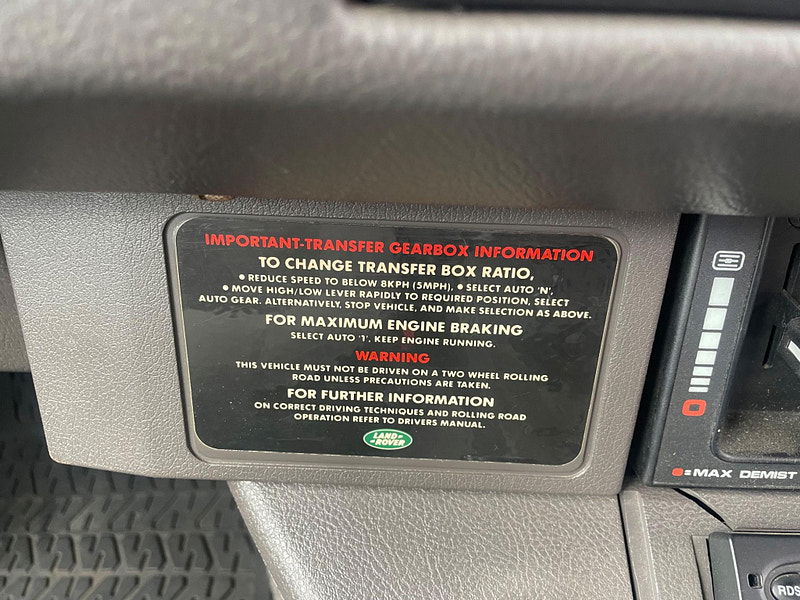 IMPORTANT-TRANSFER GEARBOX INFORMATION
TO CHANGE TRANSFER BOX RATIO,
● REDUCE SPEED TO BELOW 8KPH (5MPH), ● SELECT AUTO 'N',
● MOVE HIGH/LOW LEVER RAPIDLY TO REQUIRED POSITION, SELECT
AUTO GEAR. ALTERNATIVELY, STOP VEHICLE, AND MAKE SELECTION AS ABOVE.
FOR MAXIMUM ENGINE BRAKING
SELECT AUTO '1', KEEP ENGINE RUNNING.
WARNING
THIS VEHICLE MUST NOT BE DRIVEN ON A TWO WHEEL ROLLING
ROAD UNLESS PRECAUTIONS ARE TAKEN.
FOR FURTHER INFORMATION
ON CORRECT DRIVING TECHNIQUES AND ROLLING ROAD
OPERATION REFER TO DRIVERS MANUAL.
LAND-
-ROVER
O=MAX DEMIST
RDS